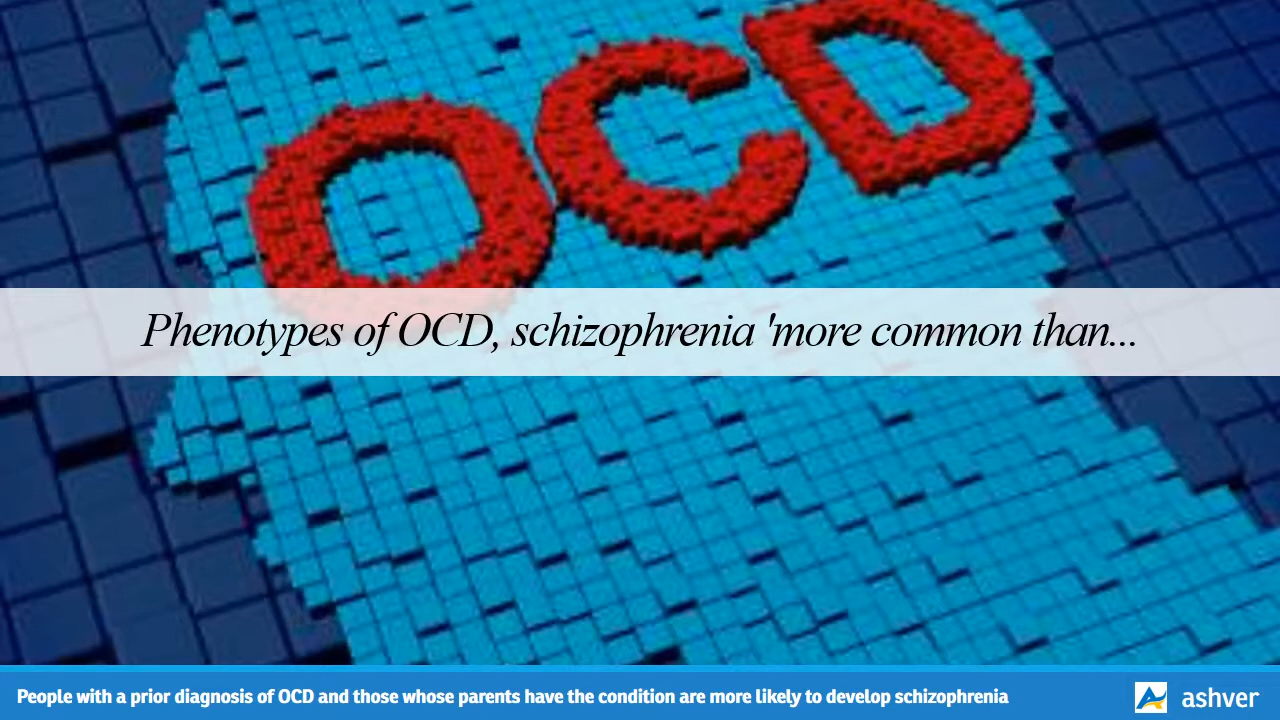 OCD
Phenotypes of OCD, schizophrenia 'more common than...
People with a prior diagnosis of OCD and those whose parents have the condition are more likely to develop schizophrenia
ashver